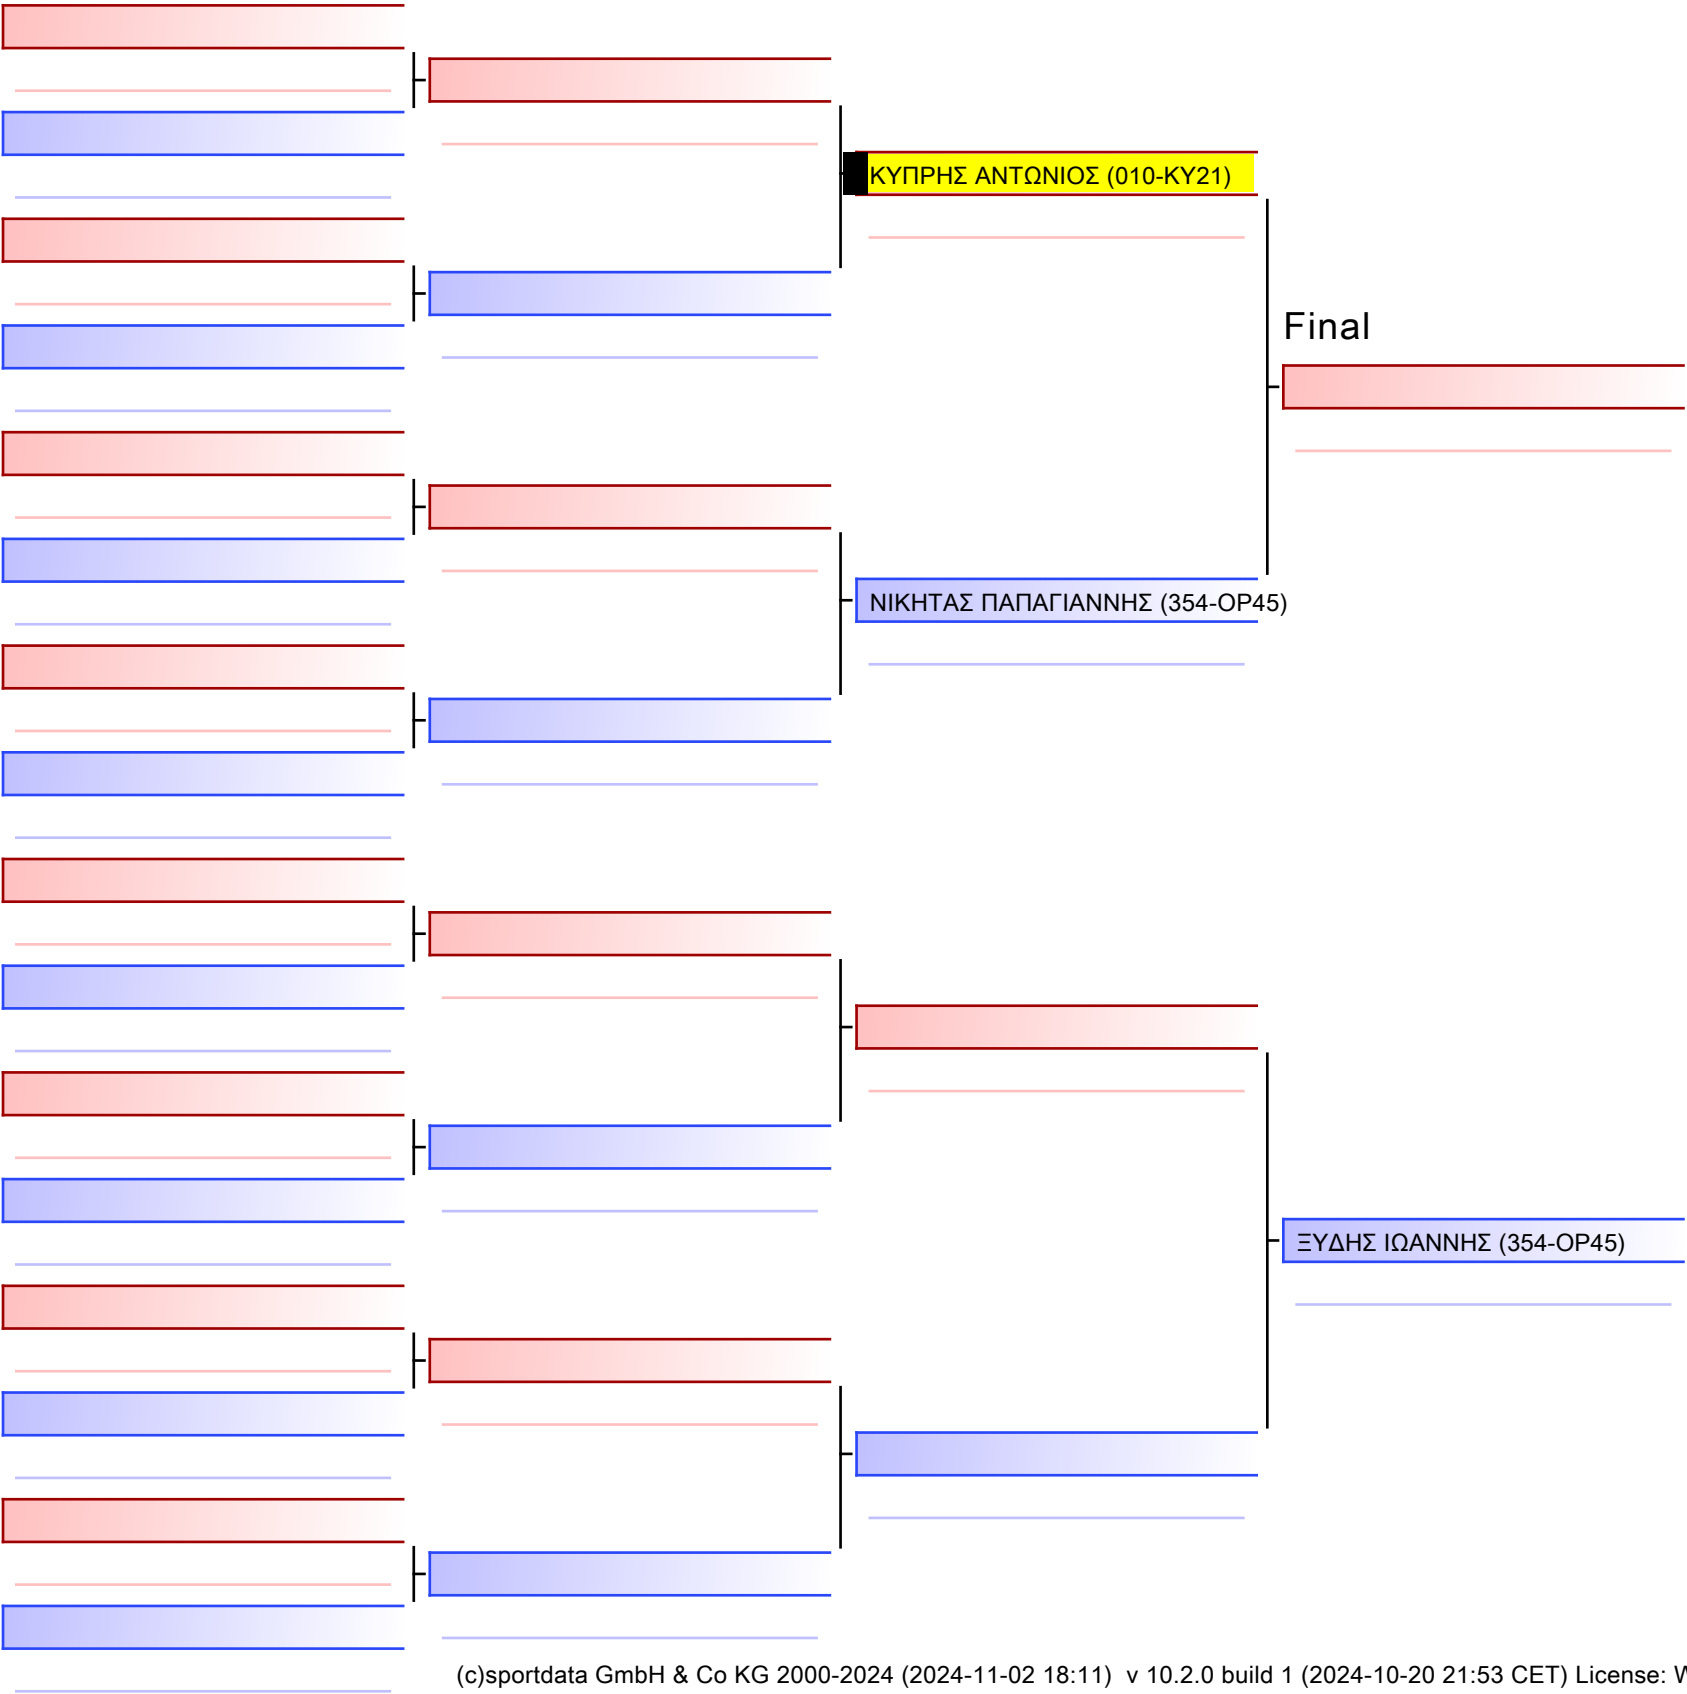 ΚΥΠΡΗΣ ΑΝΤΩΝΙΟΣ (010-ΚΥ21)
Final
ΝΙΚΗΤΑΣ ΠΑΠΑΓΙΑΝΝΗΣ (354-ΟΡ45)
ΞΥΔΗΣ ΙΩΑΝΝΗΣ (354-ΟΡ45)
(c)sportdata GmbH & Co KG 2000-2024 (2024-11-02 18:11) v 10.2.0 build 1 (2024-10-20 21:53 CET) License: